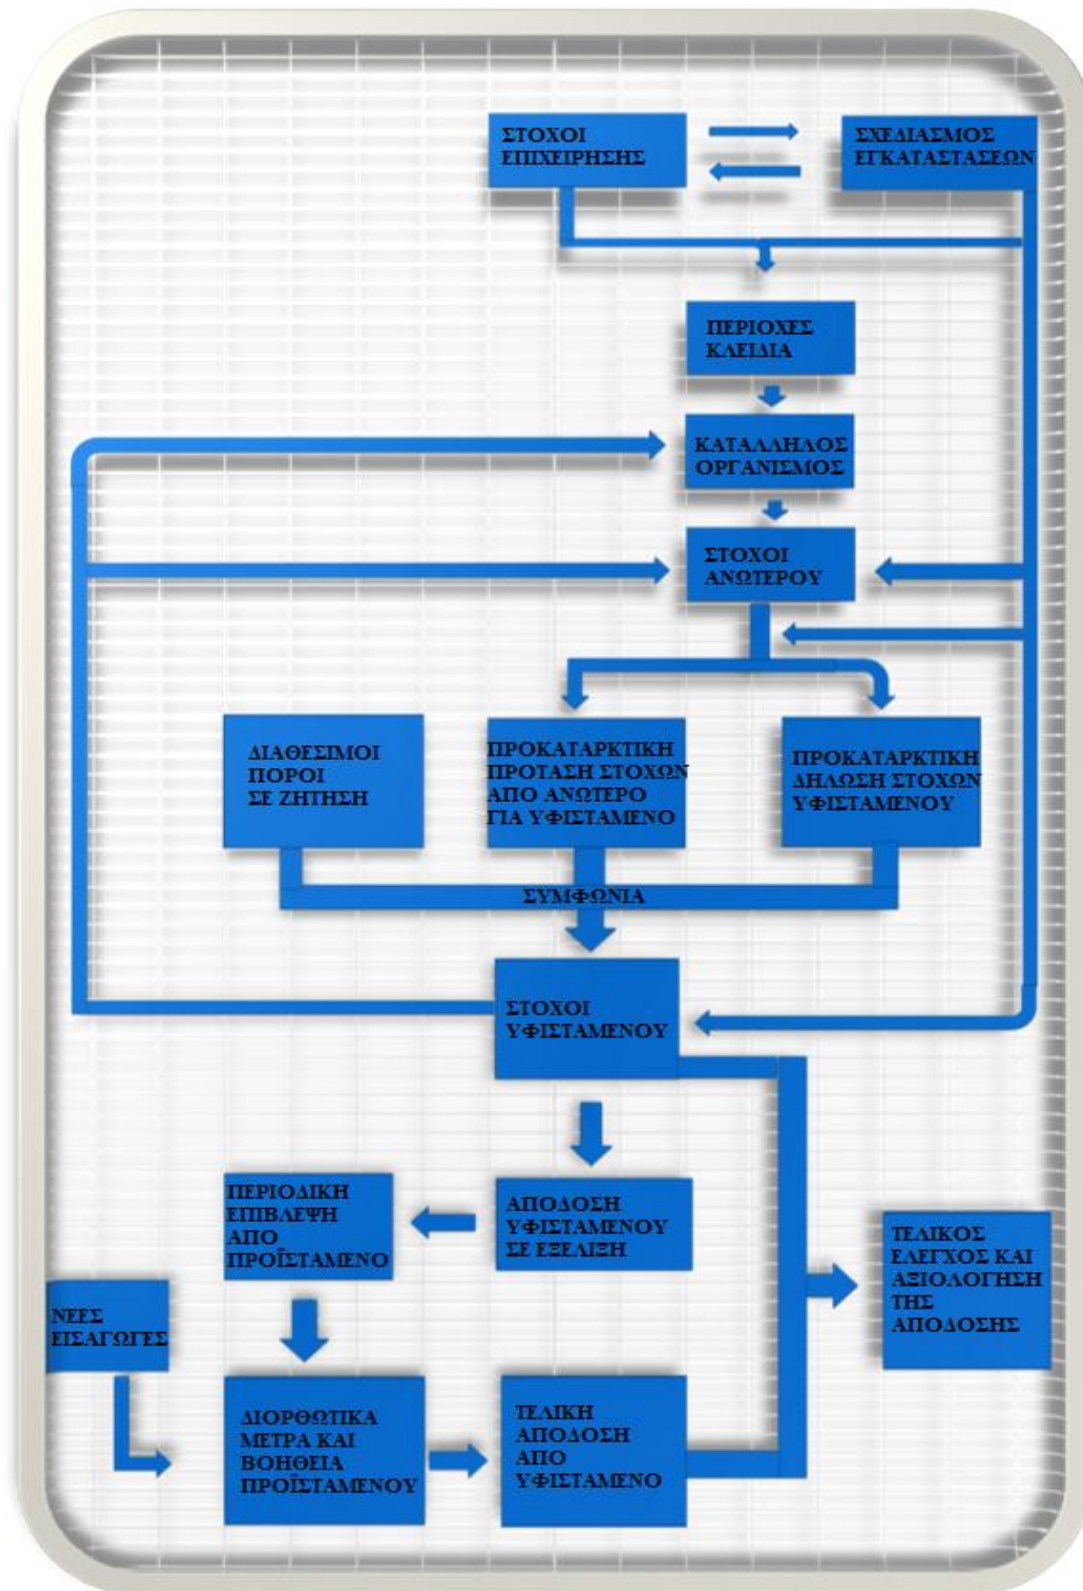 ΣΤΟΧΟΙ
ΕΠΙΧΕΙΡΗΣΗΣ
ΣΧΕΔΙΑΣΜΟΣ
ΕΓΚΑΤΑΣΤΑΣΕΩΝ
ΠΕΡΙΟΧΕΣ
ΚΛΕΙΔΙΑ
ΚΑΤΑΛΛΗΛΟΣ
ΟΡΓΑΝΙΣΜΟΣ
ΣΤΟΧΟΙ
ΑΝΩΤΕΡΟΥ
ΔΙΑΘΕΣΙΜΟΙ
ΠΟΡΟΙ
ΣΕ ΖΗΤΗΣΗ
ΠΡΟΚΑΤΑΡΚΤΙΚΗ
ΠΡΟΤΑΣΗ ΣΤΟΧΩΝ
ΑΠΟ ΑΝΩΤΕΡΟ
ΓΙΑ ΥΦΙΣΤΑΜΕΝΟ
ΠΡΟΚΑΤΑΡΚΤΙΚΗ
ΔΗΛΩΣΗ ΣΤΟΧΩΝ
ΥΦΙΣΤΑΜΕΝΟΥ
ΣΥΜΦΩΝΙΑ
ΣΤΟΧΟΙ
ΥΦΙΣΤΑΜΕΝΟΥ
ΠΕΡΙΟΔΙΚΗ
ΕΠΙΒΛΕΨΗ
ΑΠΟ
ΠΡΟΪΣΤΑΜΕΝΟ
ΑΠΟΔΟΣΗ
ΥΦΙΣΤΑΜΕΝΟΥ
ΣΕ ΕΞΕΛΙΞΗ
ΤΕΛΙΚΟΣ
ΕΛΕΓΧΟΣ ΚΑΙ
ΑΞΙΟΛΟΓΗΣΗ
ΤΗΣ
ΑΠΟΔΟΣΗΣ
ΝΕΕΣ
ΕΙΣΑΓΩΓΕΣ
ΔΙΟΡΘΩΤΙΚΑ
ΜΕΤΡΑ ΚΑΙ
ΒΟΗΘΕΙΑ
ΠΡΟΪΣΤΑΜΕΝΟΥ
ΤΕΛΙΚΗ
ΑΠΟΔΟΣΗ
ΑΠΟ
ΥΦΙΣΤΑΜΕΝΟ